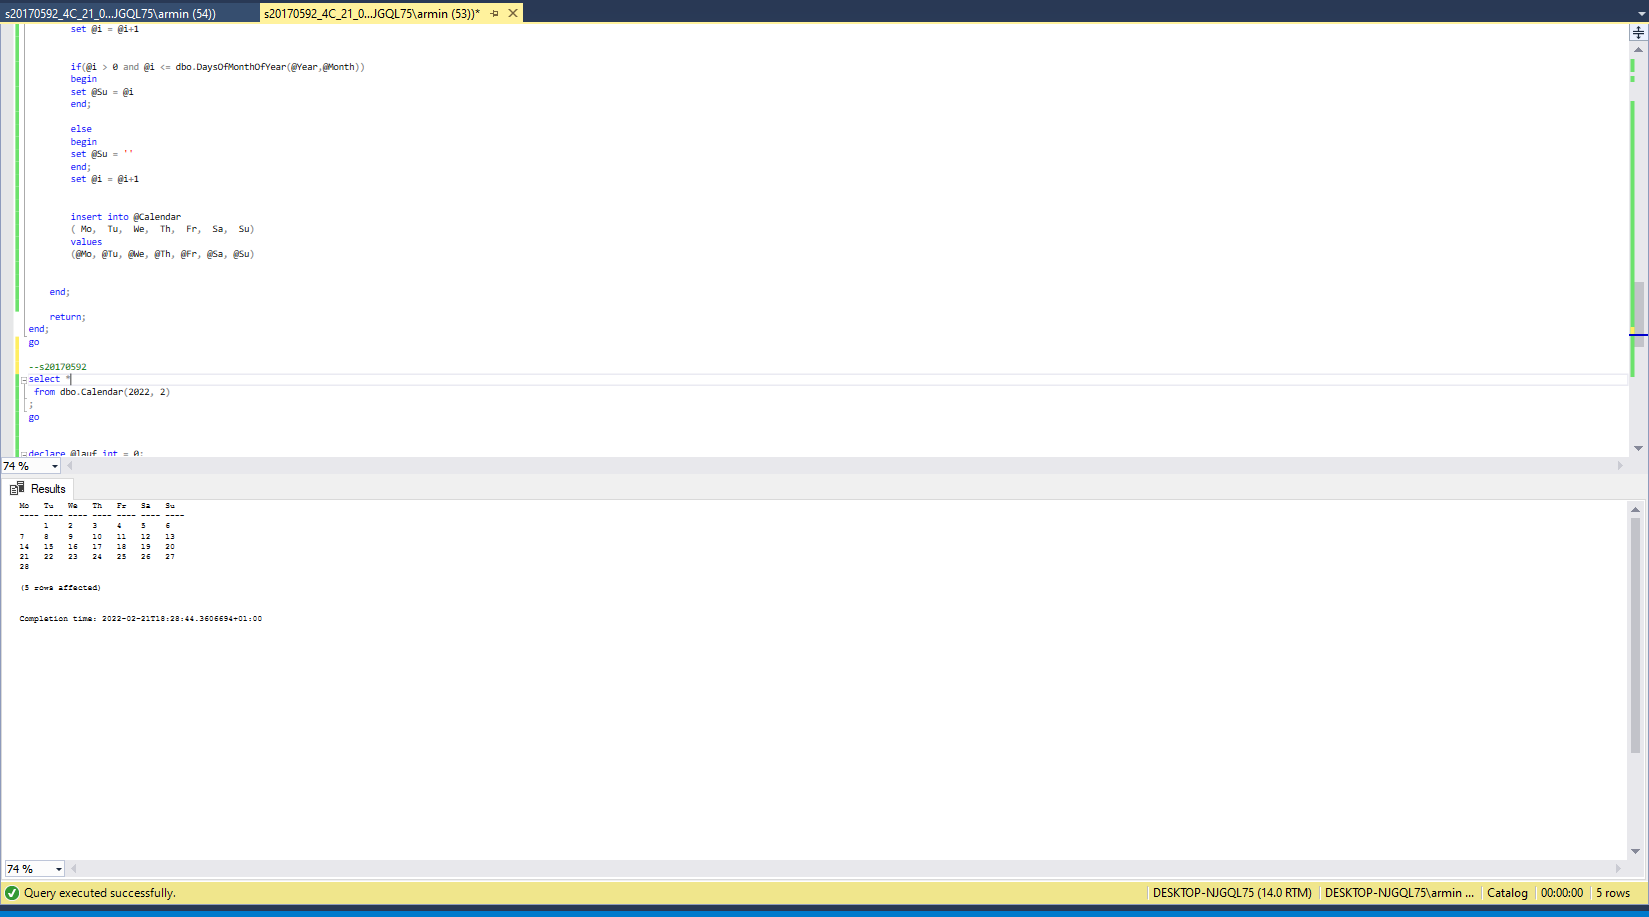 s20170592_4C_21_0...JGQL75\armin (54))
s20170592_4C_21_0...JGQL75\armin (53))*
set @i = @i+1
if(@i > 0 and @i <= dbo.DaysOfMonthOfYear(@Year,@Month))
begin
set @Su = @i
end;
else
begin
set @Su = ''
end;
set @i = @i+1
insert into @Calendar
( Mo, Tu, We, Th, Fr, Sa, Su)
values
(@Mo, @Tu, @We, @Th, @Fr, @Sa, @Su)
end;
return;
end;
go
--s20170592
select *
from dbo.Calendar(2022, 2)
;
go
declare @lauf int = 0;
74 %
Results
Mo Tu We Th Fr Sa Su
---- ---- ---- ---- ---- ---- ----
1 2 3 4 5 6
7 8 9 10 11 12 13
14 15 16 17 18 19 20
21 22 23 24 25 26 27
28
(5 rows affected)
Completion time: 2022-02-21T18:28:44.3606694+01:00
74 %
Query executed successfully.
DESKTOP-NJGQL75 (14.0 RTM)
DESKTOP-NJGQL75\armin ...
Catalog
00:00:00
5 rows